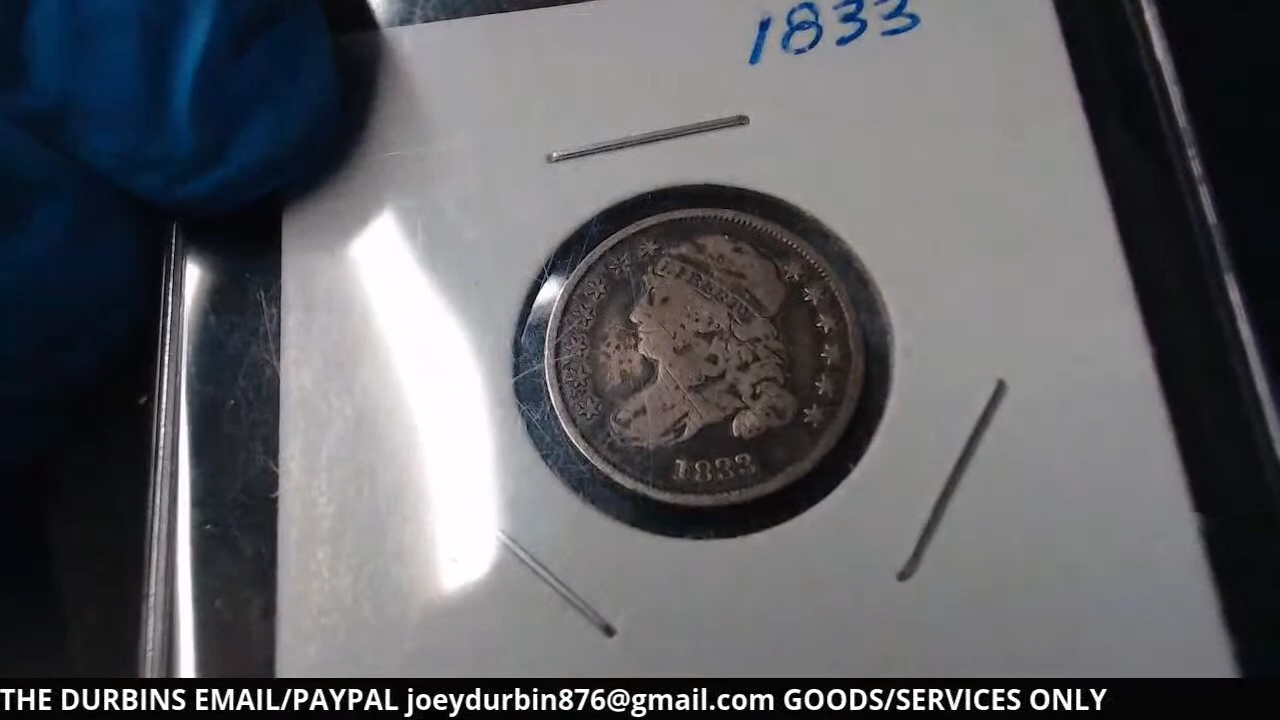 1833
LIBERTY
1833
THE DURBINS EMAIL/PAYPAL joeydurbin876@gmail.com GOODS/SERVICES ONLY